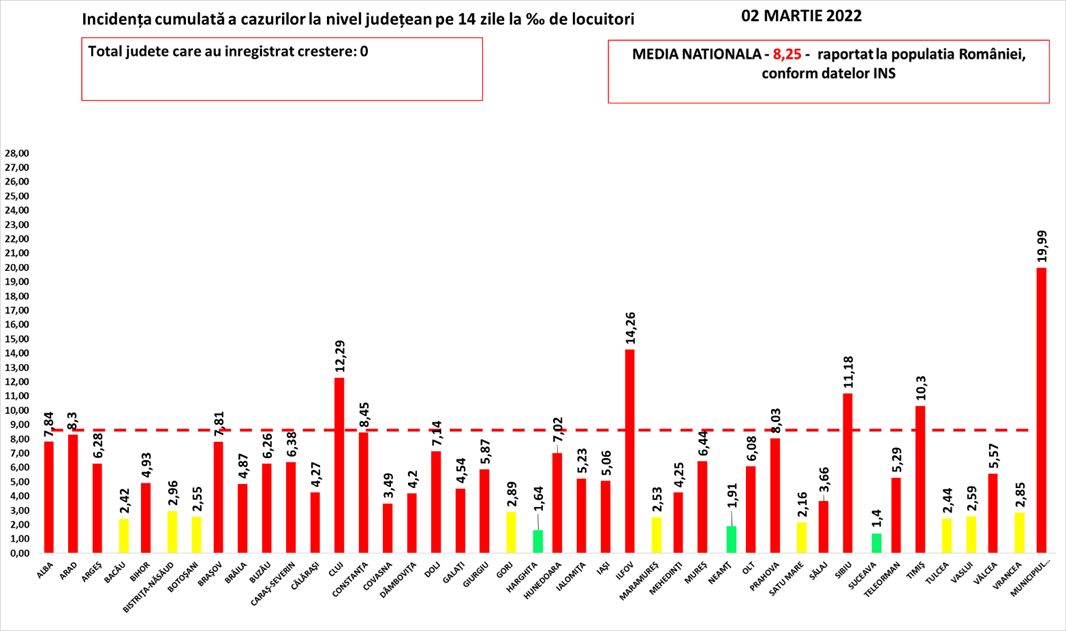 Incidența cumulată a cazurilor la nivel județean pe 14 zile la ‰ de locuitori
02 MARTIE 2022
Total judete care au inregistrat crestere: 0
MEDIA NATIONALA - 8,25 - raportat la populatia României,
conform datelor INS
28,00
27,00
26,00
25,00
24,00
23,00
22,00
21,00
20,00
19,00
18,00
17,00
16,00
15,00
14,00
13,00
12,00
11,00
10,00
9,00
8,00
7,00
6,00
5,00
4,00
3,00
2,00
1,00
0,00
7,84
8,3
6,28
2,42
4,93
2,96
2,55
7,81
4,87
6,26
6,38
4,27
12,29
8,45
3,49
4,2
7,14
4,54
5,87
2,89
1,64
7,02
5,23
5,06
14,26
2,53
4,25
6,44
1,91
6,08
8,03
2,16
3,66
11,18
1,4
5,29
10,3
2,44
2,59
5,57
2,85
19,99
ALBA
ARAD
ARGEȘ
BACĂU
BIHOR
BISTRIȚA-NĂSĂUD
BOTOȘANI
BRAȘOV
BRĂILA
BUZĂU
CARAȘ-SEVERIN
CĂLĂRAȘI
CLUJ
CONSTANȚA
COVASNA
DÂMBOVIȚA
DOLJ
GALAȚI
GIURGIU
GORJ
HARGHITA
HUNEDOARA
IALOMIȚA
IAȘI
ILFOV
MARAMUREȘ
MEHEDINȚI
MUREȘ
NEAMȚ
OLT
PRAHOVA
SATU MARE
SĂLAJ
SIBIU
SUCEAVA
TELEORMAN
TIMIȘ
TULCEA
VASLUI
VÂLCEA
VRANCEA
MUNICIPIUL...